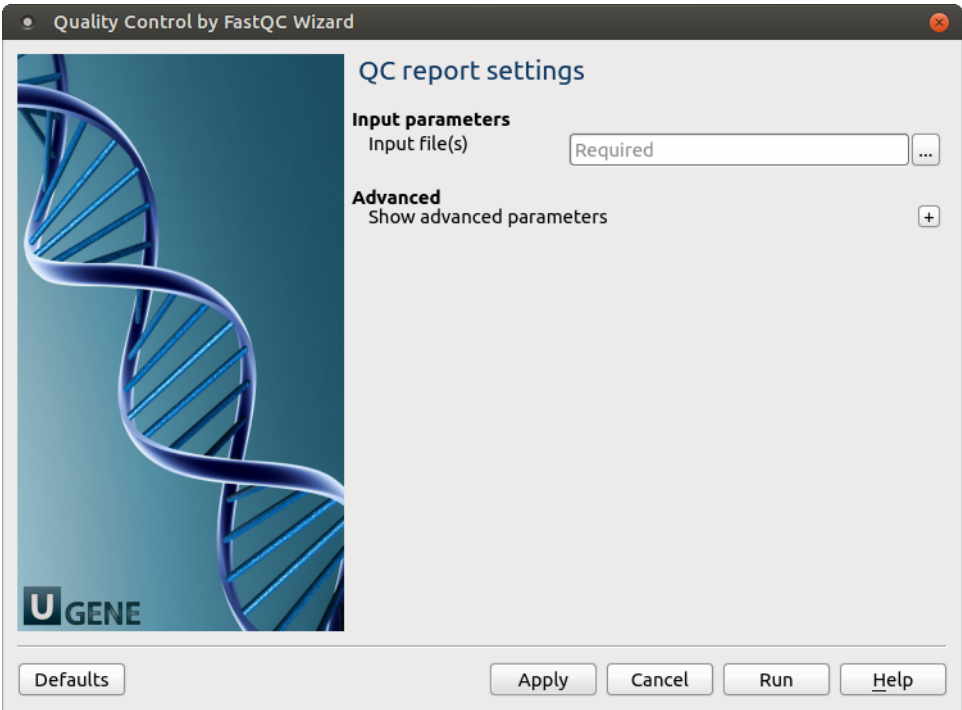 Quality Control by FastQC Wizard
QC report settings
Input parameters
Input file(s) Required ...
Advanced
Show advanced parameters +
U GENE
Defaults Apply Cancel Run Help